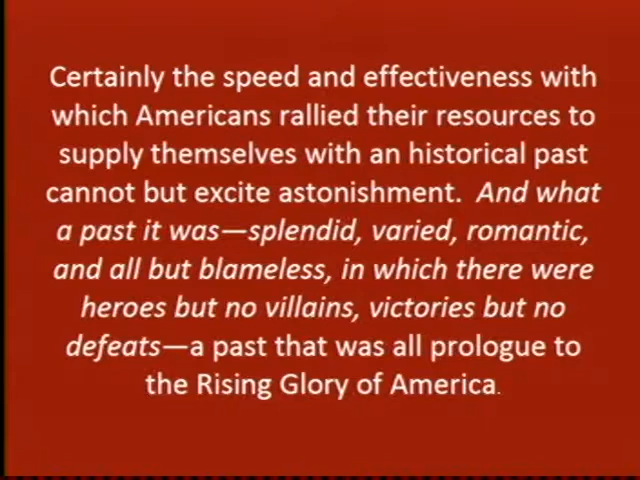 Certainly the speed and effectiveness with
which Americans rallied their resources to
supply themselves with an historical past
cannot but excite astonishment.  And what
a past it was—splendid, varied, romantic,
and all but blameless, in which there were
heroes but no villains, victories but no
defeats—a past that was all prologue to
the Rising Glory of America.